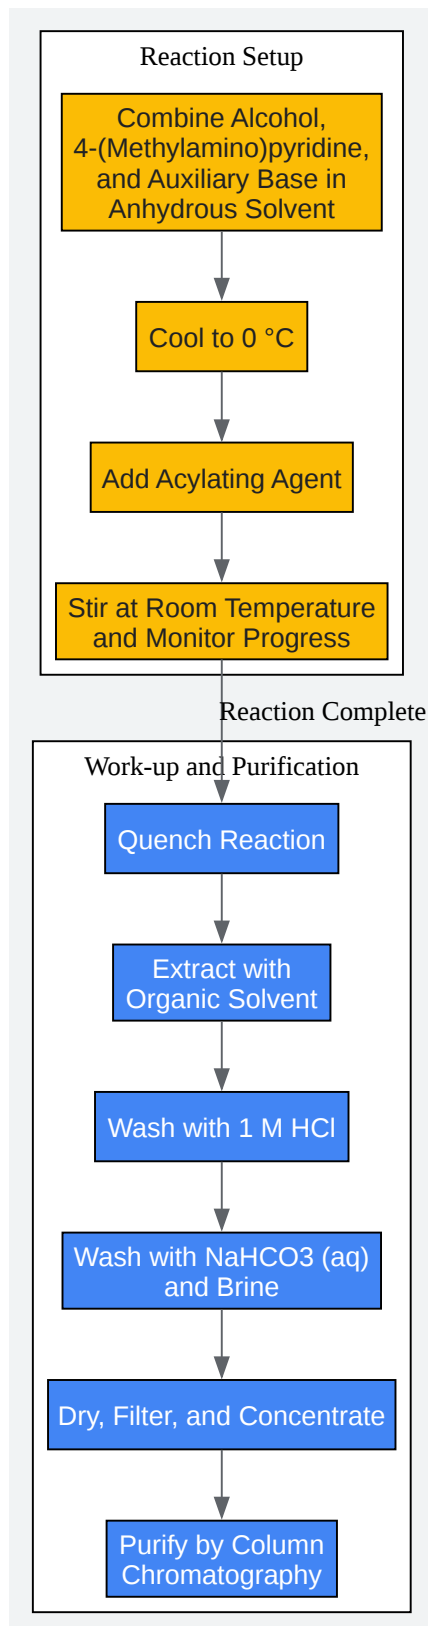 Reaction Setup
Combine Alcohol,
4-(Methylamino)pyridine,
and Auxiliary Base in
Anhydrous Solvent
Cool to 0 °C
Add Acylating Agent
Stir at Room Temperature
and Monitor Progress
Reaction Complete
Work-up and Purification
Quench Reaction
Extract with
Organic Solvent
Wash with 1 M HCl
Wash with NaHCO3 (aq)
and Brine
Dry, Filter, and Concentrate
Purify by Column
Chromatography